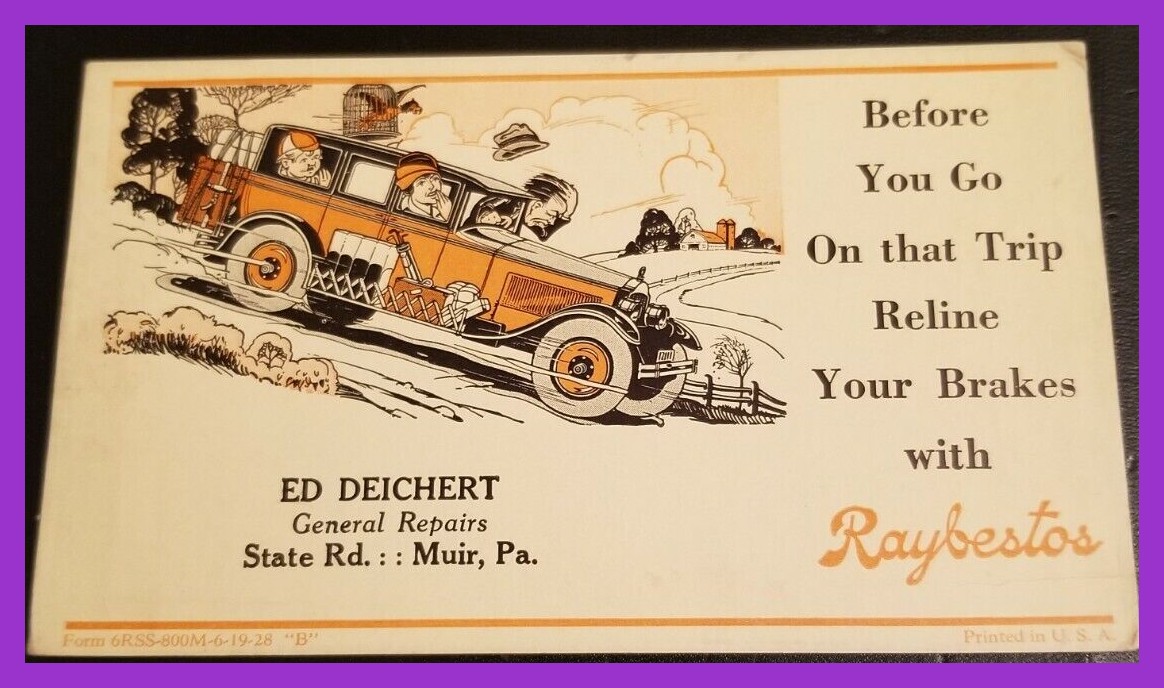 Before
You Go
On that Trip
Reline
Your Brakes
with
Raybestos
ED DEICHERT
General Repairs
State Rd. : : Muir, Pa.
Form 6RSS-800M-6-19-28 "B"
Printed in U. S. A.